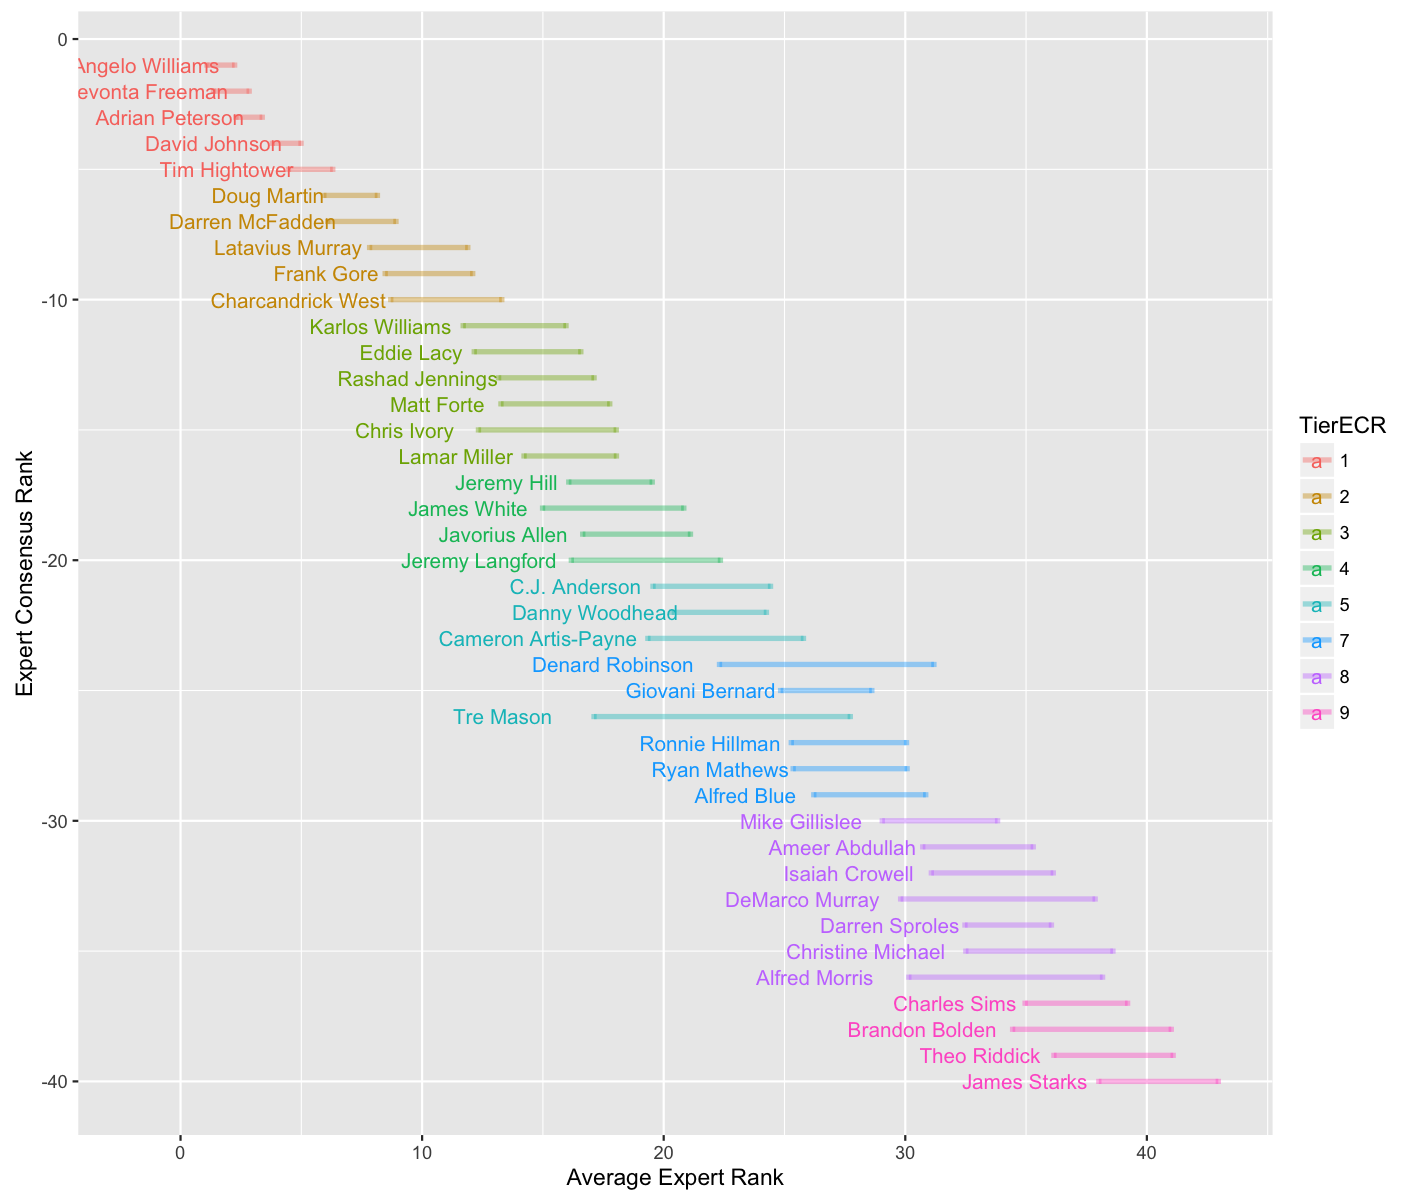 0
Angelo Williams
evonta Freeman
Adrian Peterson
David Johnson
Tim Hightower
Doug Martin
Darren McFadden
Latavius Murray
Frank Gore
-10
Charcandrick West
Karlos Williams
Eddie Lacy
Rashad Jennings
Matt Forte
Chris Ivory
Lamar Miller
Jeremy Hill
James White
Javorius Allen
-20
Jeremy Langford
C.J. Anderson
Danny Woodhead
Cameron Artis-Payne
Denard Robinson
Giovani Bernard
Tre Mason
Ronnie Hillman
Ryan Mathews
Alfred Blue
-30
Mike Gillislee
Ameer Abdullah
Isaiah Crowell
DeMarco Murray
Darren Sproles
Christine Michael
Alfred Morris
Charles Sims
Brandon Bolden
Theo Riddick
-40
James Starks
0
10
20
30
40
Average Expert Rank
Expert Consensus Rank
TierECR
a 1
a 2
a 3
a 4
a 5
a 7
a 8
a 9